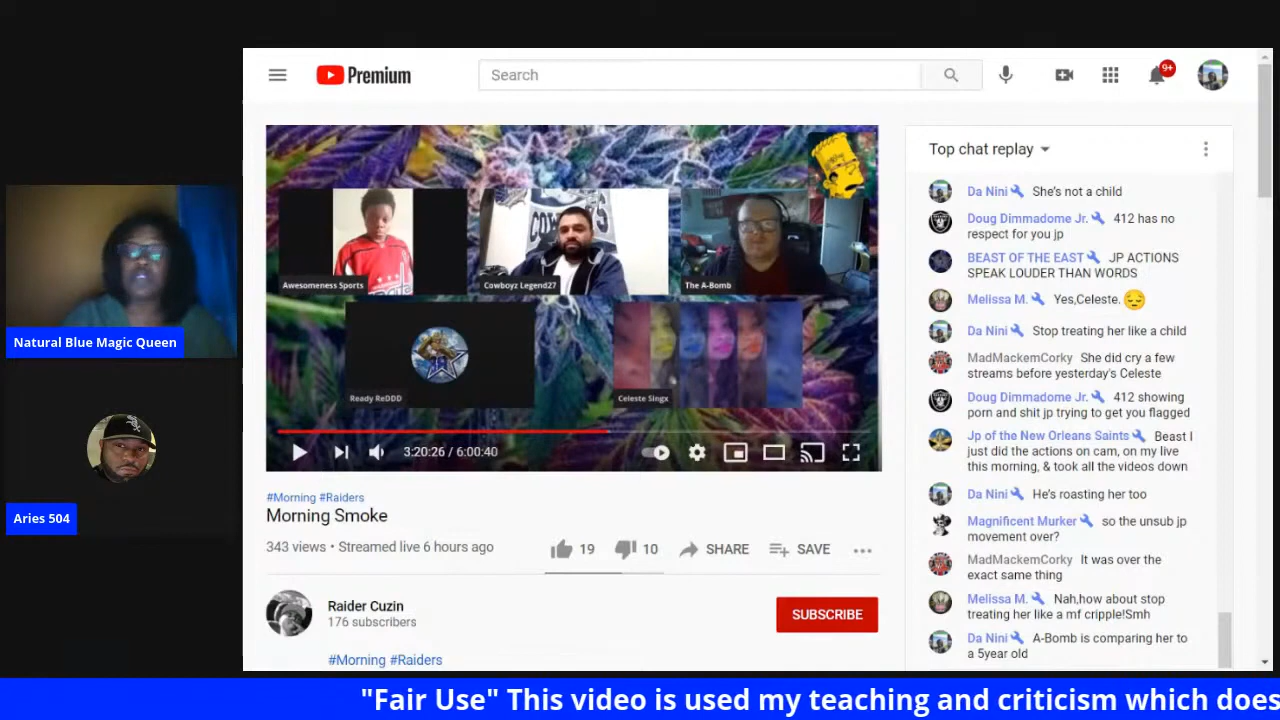 Premium
Search
9+
Top chat replay
Awesomeness Sports
Cowboyz Legend27
The A-Bomb
Ready ReDDD
Celeste Singx
3:20:26 / 6:00:40
#Morning #Raiders
Morning Smoke
343 views • Streamed live 6 hours ago
19
10
SHARE
SAVE
Raider Cuzin
176 subscribers
SUBSCRIBE
#Morning #Raiders
Da Nini She's not a child
Doug Dimmadome Jr. 412 has no
respect for you jp
BEAST OF THE EAST JP ACTIONS
SPEAK LOUDER THAN WORDS
Melissa M. Yes,Celeste.😔
Da Nini Stop treating her like a child
MadMackemCorky She did cry a few
streams before yesterday's Celeste
Doug Dimmadome Jr. 412 showing
porn and shit jp trying to get you flagged
Jp of the New Orleans Saints Beast I
just did the actions on cam, on my live
this morning, & took all the videos down
Da Nini He's roasting her too
Magnificent Murker so the unsub jp
movement over?
MadMackemCorky It was over the
exact same thing
Melissa M. Nah,how about stop
treating her like a mf cripple!Smh
Da Nini A-Bomb is comparing her to
a 5year old
Natural Blue Magic Queen
Aries 504
"Fair Use" This video is used my teaching and criticism which does